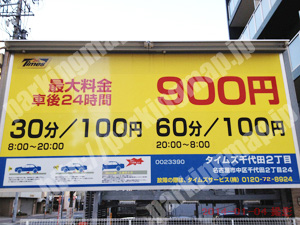 Times
最大料金
車後24時間
900円
30分/100円
60分/100円
8:00~20:00
20:00~8:00
0023390
タイムズ千代田2丁目
名古屋市中区千代田2丁目24
故障の際は、タイムズサービス(株) 0120-72-8924